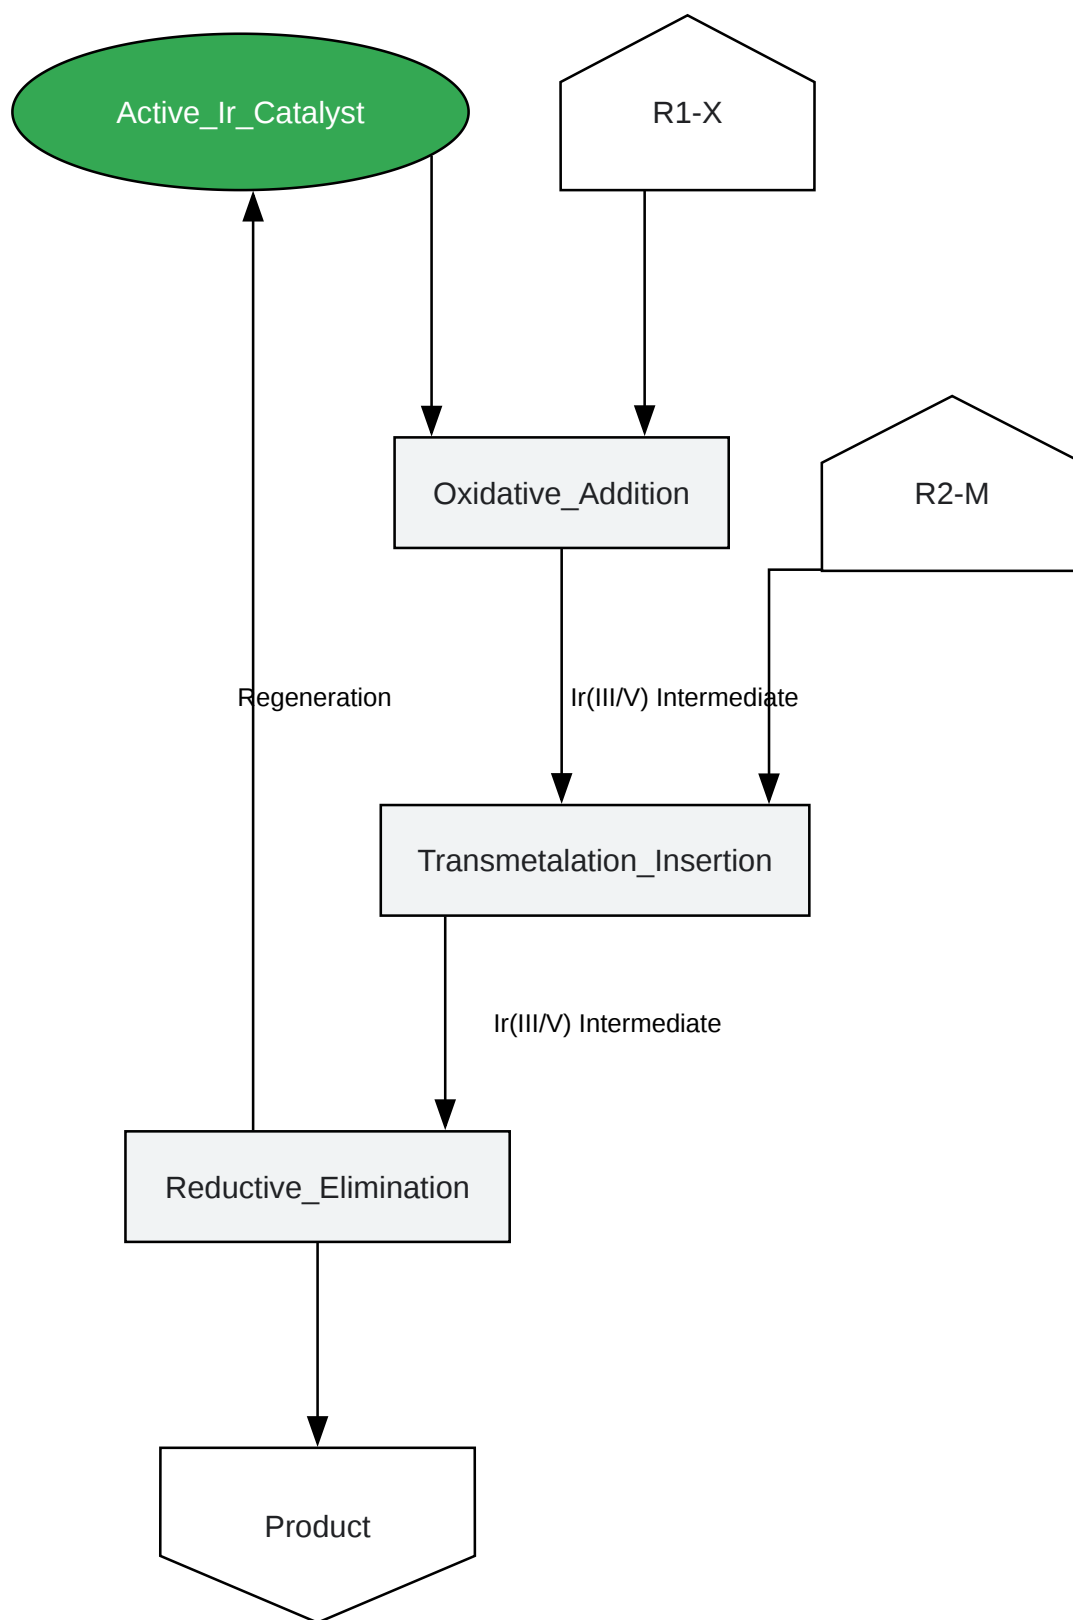 Active_Ir_Catalyst
R1-X
Oxidative_Addition
R2-M
Regeneration
Ir(III/V) Intermediate
Transmetalation_Insertion
Ir(III/V) Intermediate
Reductive_Elimination
Product